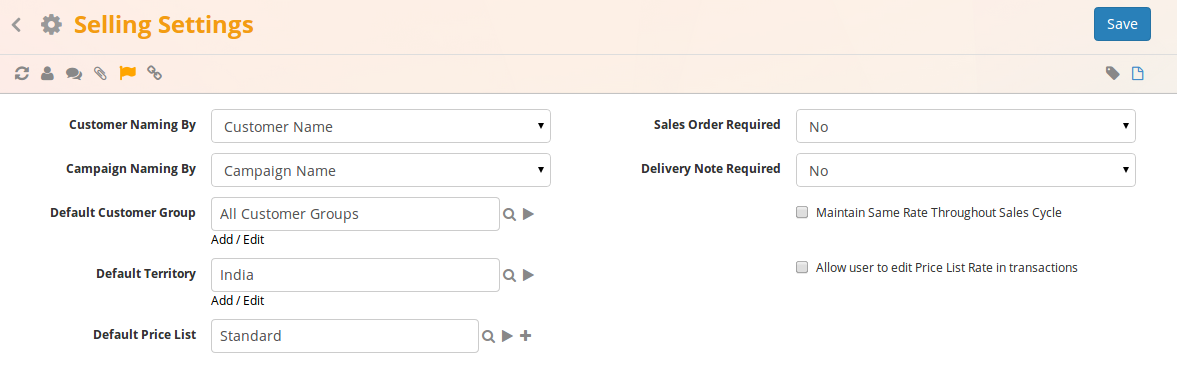 Selling Settings
Save
Customer Naming By
Customer Name
Campaign Naming By
Campaign Name
Default Customer Group
All Customer Groups
Add / Edit
Default Territory
India
Add / Edit
Default Price List
Standard
Sales Order Required
No
Delivery Note Required
No
Maintain Same Rate Throughout Sales Cycle
Allow user to edit Price List Rate in transactions